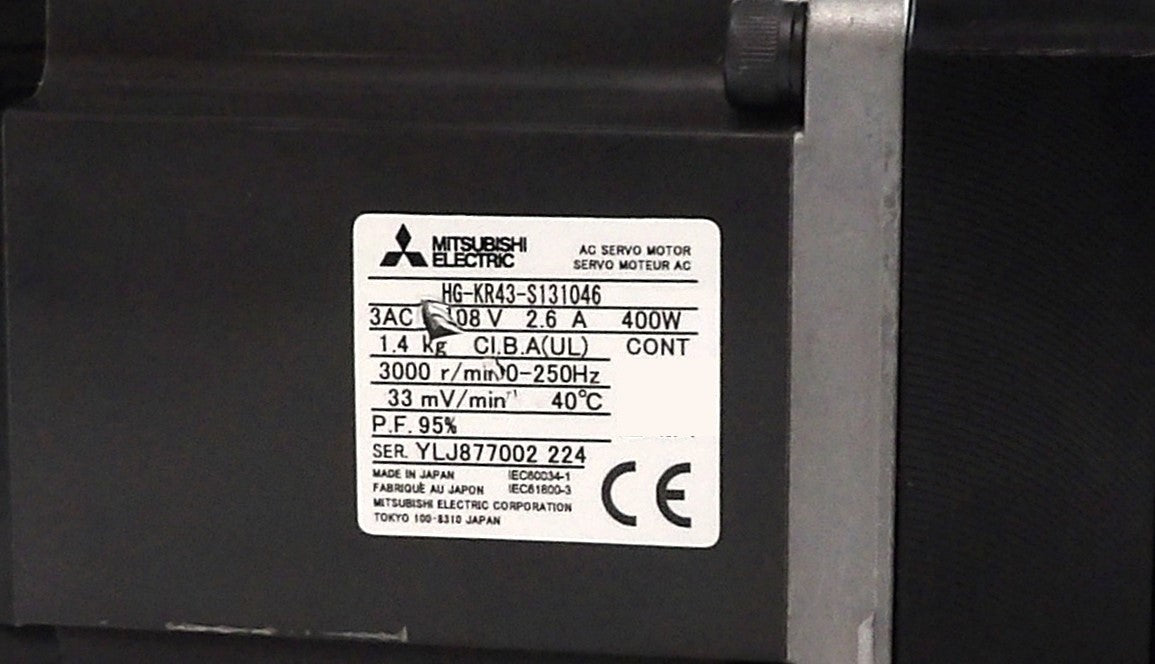 MITSUBISHI
ELECTRIC
AC SERVO MOTOR
SERVO MOTEUR AC
HG-KR43-S131046
3AC 108 V 2.6 A 400W
1.4 kg CI.B.A(UL) CONT
3000 r/min 0-250Hz
33 mV/min⁻¹ 40℃
P.F. 95%
SER. YLJ877002 224
MADE IN JAPAN IEC60034-1
FABRIQUÉ AU JAPON IEC61800-3
MITSUBISHI ELECTRIC CORPORATION
TOKYO 100-8310 JAPAN
CE